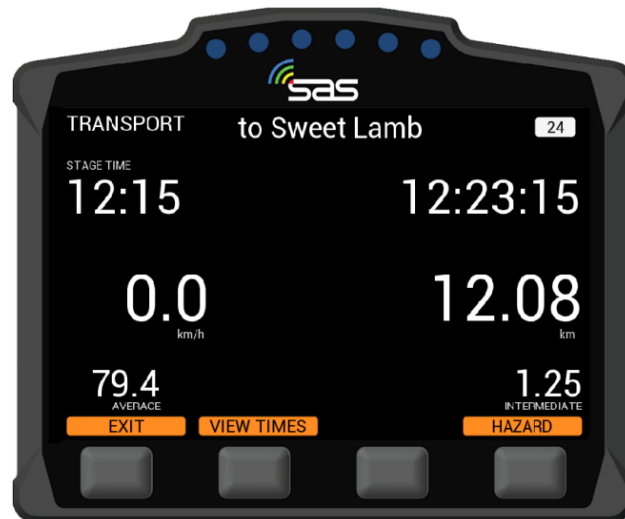 sas
TRANSPORT to Sweet Lamb 24
STAGE TIME
12:15 12:23:15
0.0 12.08
km/h km
79.4 1.25
AVERAGE INTERMEDIATE
EXIT VIEW TIMES HAZARD